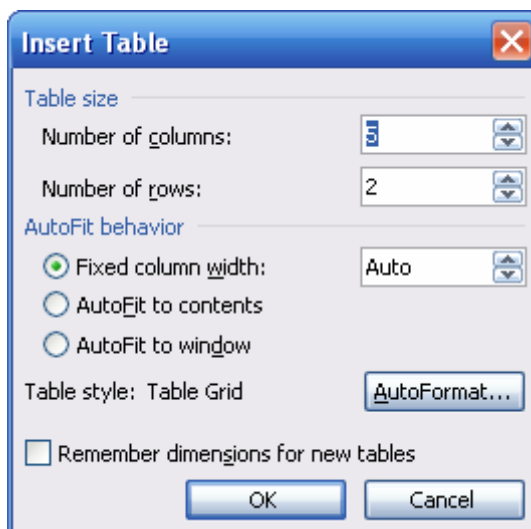 Insert Table
Table size
Number of columns: 5
Number of rows: 2
AutoFit behavior
Fixed column width: Auto
AutoFit to contents
AutoFit to window
Table style: Table Grid AutoFormat...
Remember dimensions for new tables
OK Cancel